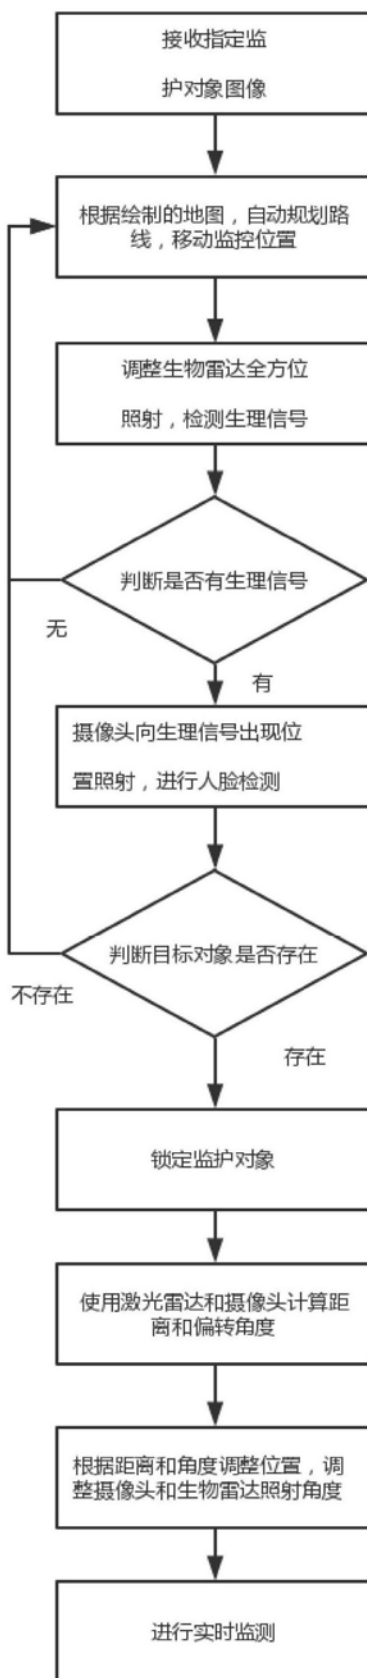 接收指定监
护对象图像
根据绘制的地图，自动规划路
线，移动监控位置
调整生物雷达全方位
照射，检测生理信号
判断是否有生理信号
无
有
摄像头向生理信号出现位
置照射，进行人脸检测
判断目标对象是否存在
不存在
存在
锁定监护对象
使用激光雷达和摄像头计算距
离和偏转角度
根据距离和角度调整位置，调
整摄像头和生物雷达照射角度
进行实时监测